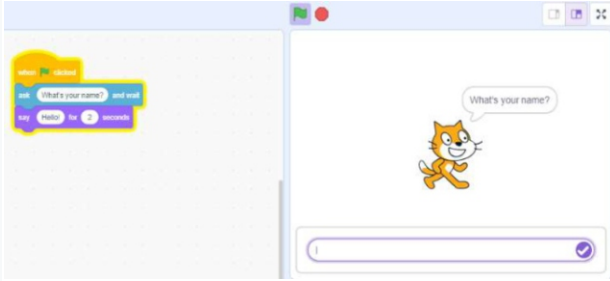 when clicked
ask What's your name? and wait
say Hello! for 2 seconds
What's your name?